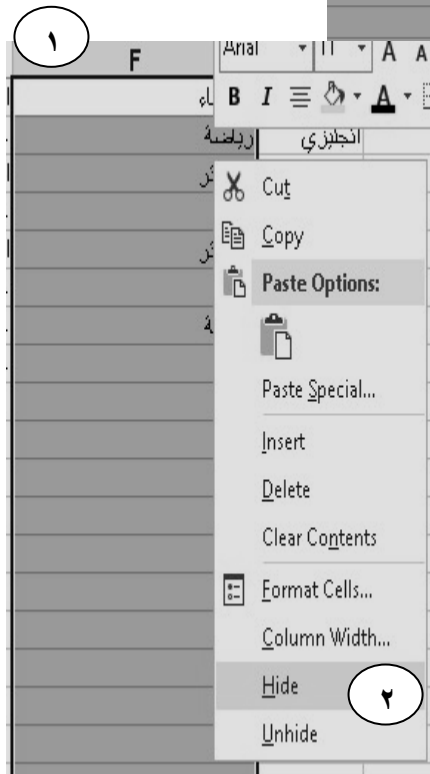 ١
F
Arial 11 A A
B I A
رياضة انجليزي
Cut
Copy
Paste Options:
Paste Special...
Insert
Delete
Clear Contents
Format Cells...
Column Width...
Hide
٢
Unhide